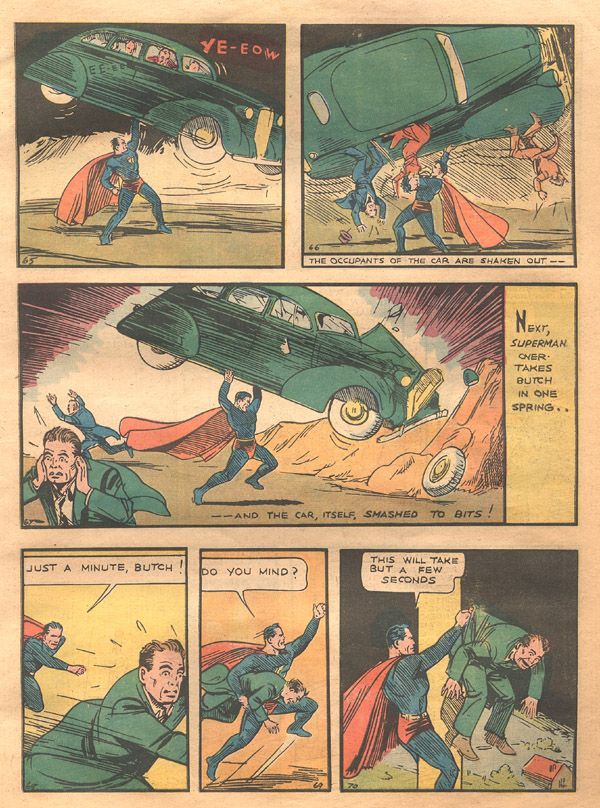 YE-EOW
E-E-EE
65
66
THE OCCUPANTS OF THE CAR ARE SHAKEN OUT --
NEXT,
SUPERMAN
OVER-
TAKES
BUTCH
IN ONE
SPRING..
--AND THE CAR, ITSELF, SMASHED TO BITS!
JUST A MINUTE, BUTCH!
DO YOU MIND?
69
THIS WILL TAKE
BUT A FEW
SECONDS
70